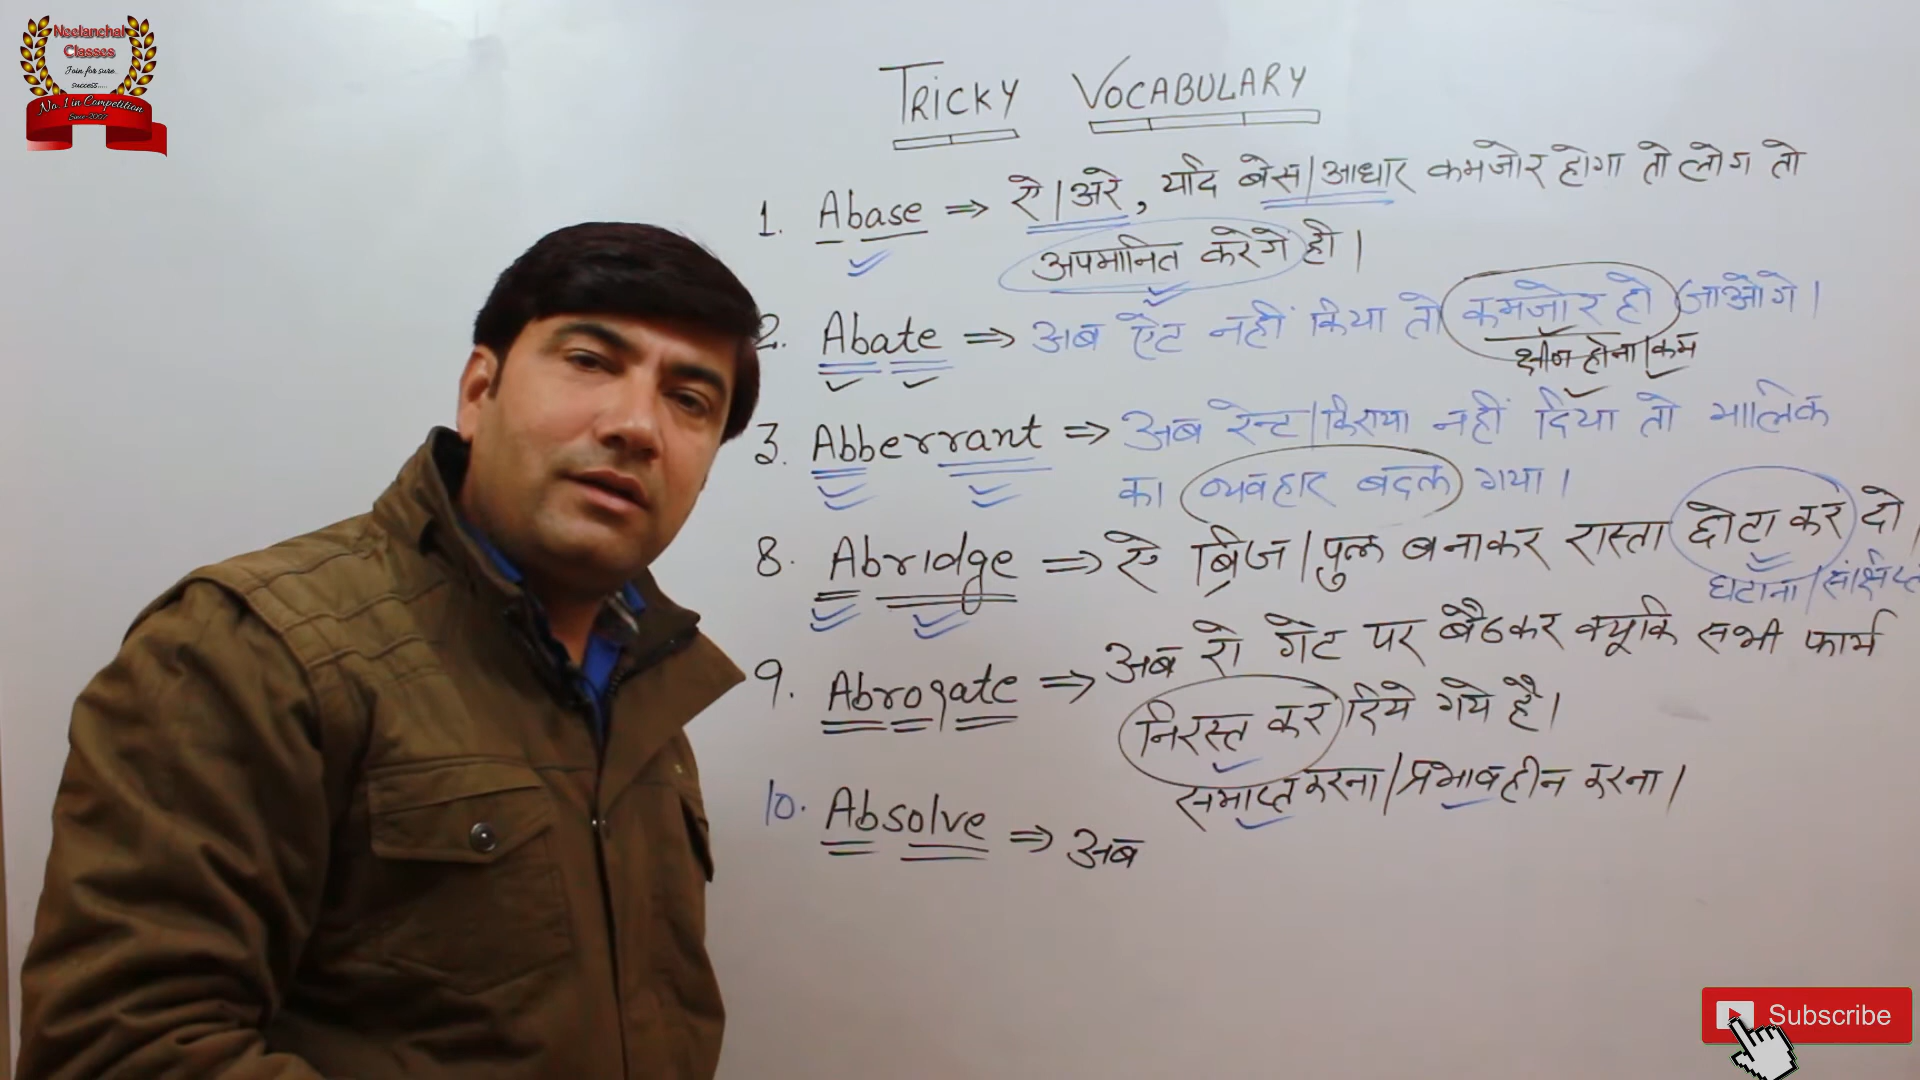 Neelanchal
Classes
Join for sure
success.....
No. 1 in Competition
Since-2007
TRICKY VOCABULARY
1. Abase ⇒ ऐ|अरे, यदि बेस|आधार कमजोर होगा तो लोग तो
अपमानित करेगें ही |
2. Abate ⇒ अब ऐट नहीं किया तो कमजोर हो जाओगे |
क्षीण होना|कम
3. Abberrant ⇒ अब रेन्ट|किराया नहीं दिया तो मालिक
का व्यवहार बदल गया |
8. Abridge ⇒ ऐ ब्रिज|पुल बनाकर रास्ता छोटा कर दो |
घटाना|संक्षिप्त
9. Abrogate ⇒ अब रो गेट पर बैठकर क्यूकि सभी फार्म
निरस्त कर दिये गये है |
समाप्त करना|प्रभावहीन करना |
10. Absolve ⇒ अब
Subscribe